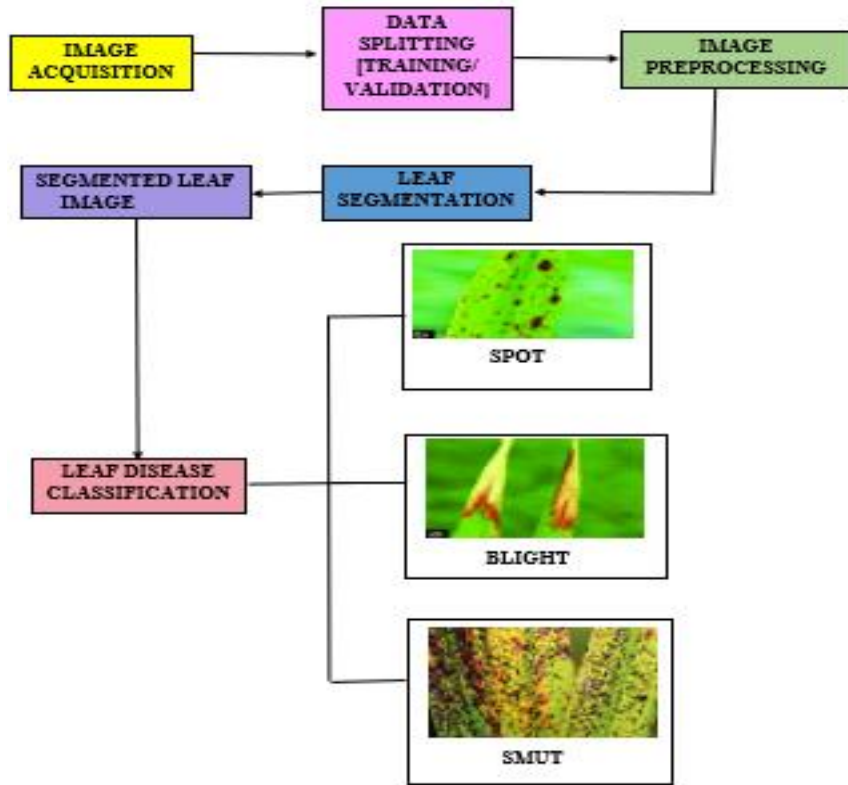 IMAGE
ACQUISITION
DATA
SPLITTING
[TRAINING/
VALIDATION]
IMAGE
PREPROCESSING
SEGMENTED LEAF
IMAGE
LEAF
SEGMENTATION
SPOT
LEAF DISEASE
CLASSIFICATION
BLIGHT
SMUT